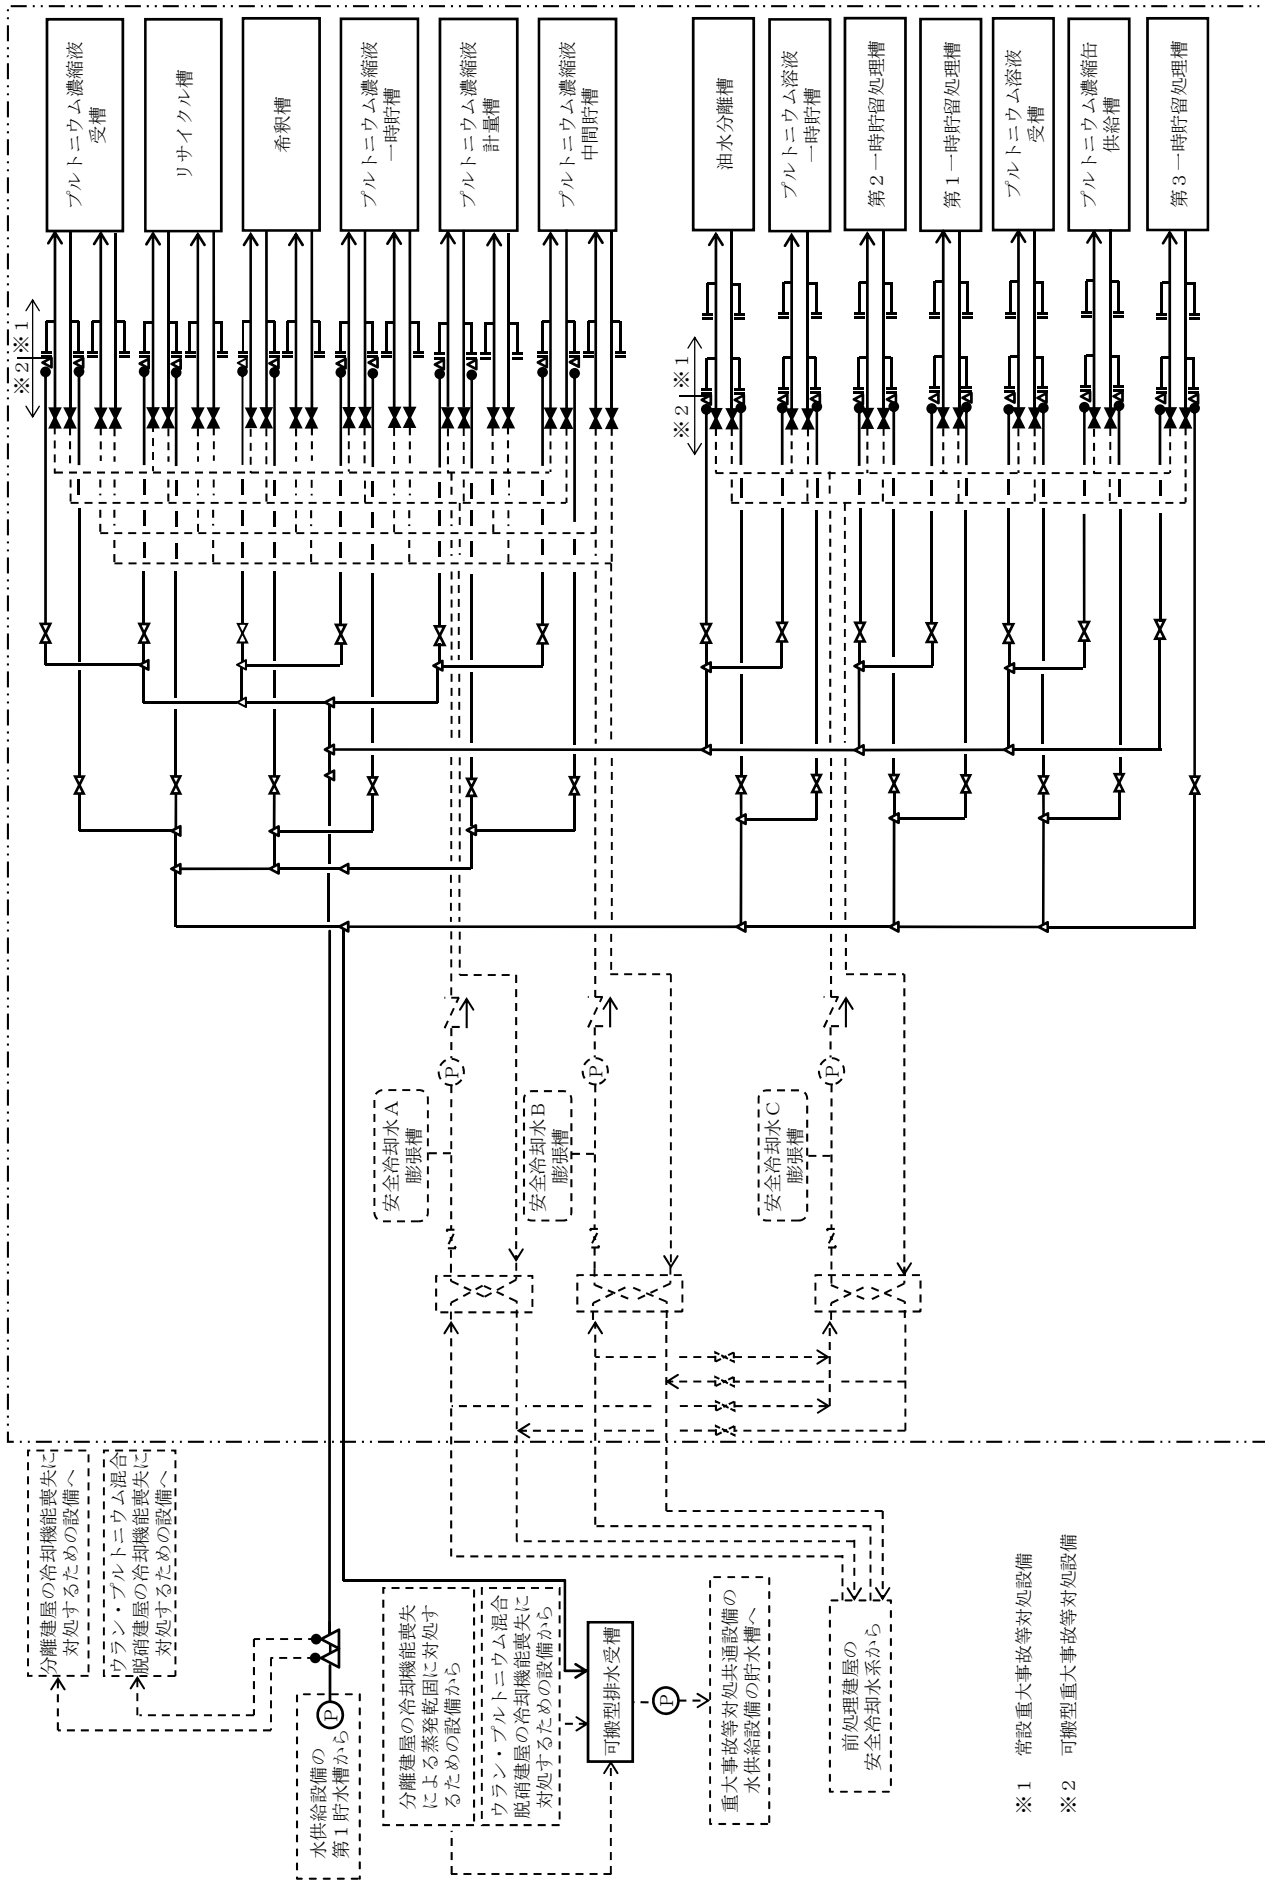 プルトニウム濃縮液
受槽
リサイクル槽
希釈槽
プルトニウム濃縮液
一時貯槽
プルトニウム濃縮液
計量槽
プルトニウム濃縮液
中間貯槽
油水分離槽
プルトニウム溶液
一時貯槽
第２一時貯留処理槽
第１一時貯留処理槽
プルトニウム溶液
受槽
プルトニウム濃縮缶
供給槽
第３一時貯留処理槽
※２ ※１
※２ ※１
P
P
P
安全冷却水A
膨張槽
安全冷却水B
膨張槽
安全冷却水C
膨張槽
分離建屋の冷却機能喪失に
対処するための設備へ
ウラン・プルトニウム混合
脱硝建屋の冷却機能喪失に
対処するための設備へ
P
水供給設備の
第１貯水槽から
分離建屋の冷却機能喪失
による蒸発乾固に対処す
るための設備から
ウラン・プルトニウム混合
脱硝建屋の冷却機能喪失に
対処するための設備から
可搬型排水受槽
P
重大事故等対処共通設備の
水供給設備の貯水槽へ
前処理建屋の
安全冷却水系から
※１　常設重大事故等対処設備
※２　可搬型重大事故等対処設備